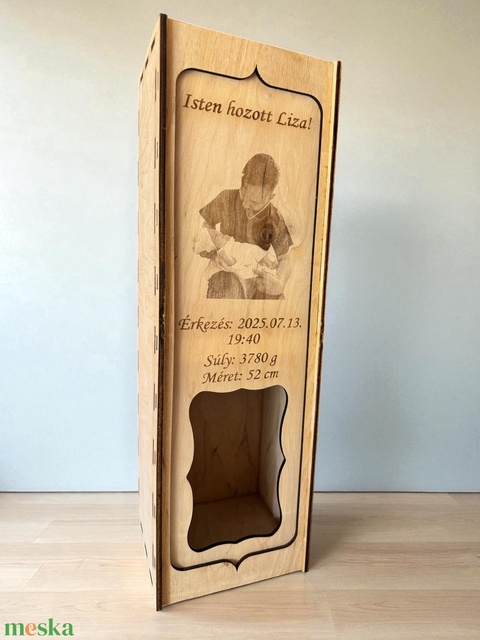 Isten hozott Liza!
Érkezés: 2025.07.13.
19:40
Súly: 3780 g
Méret: 52 cm
meska